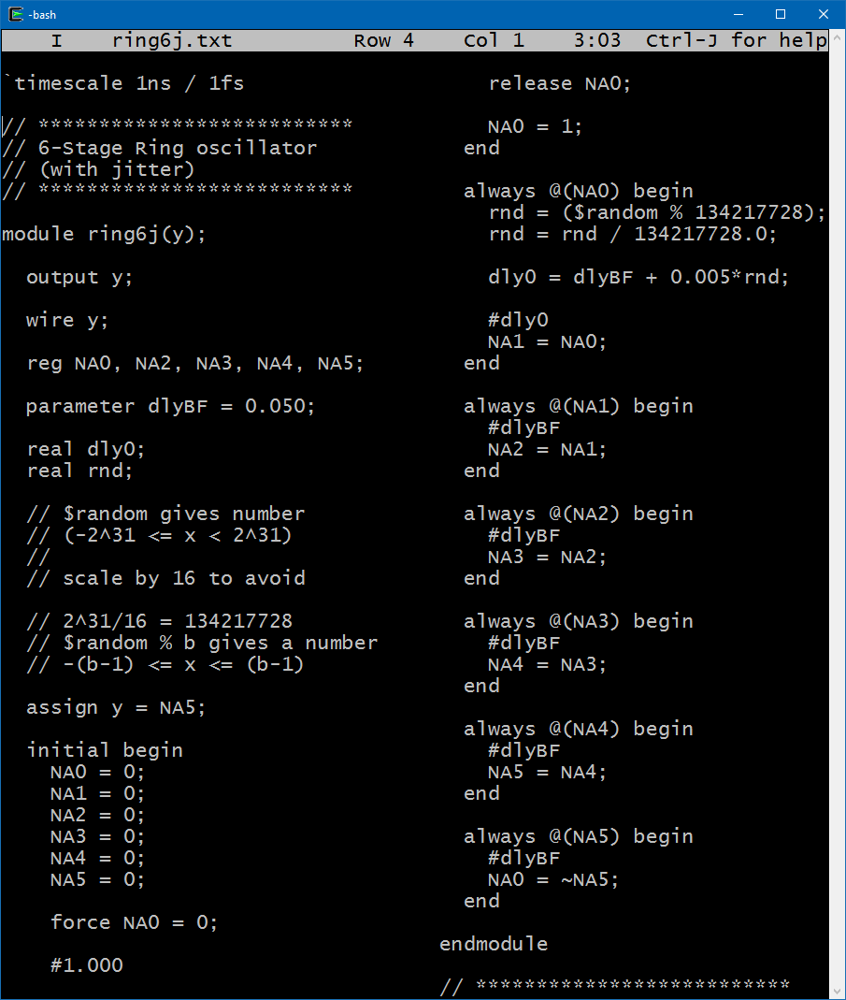 -bash
I ring6j.txt Row 4 Col 1 3:03 Ctrl-J for help
`timescale 1ns / 1fs
// **************************
// 6-Stage Ring oscillator
// (with jitter)
// **************************
module ring6j(y);
output y;
wire y;
reg NA0, NA2, NA3, NA4, NA5;
parameter dlyBF = 0.050;
real dly0;
real rnd;
// $random gives number
// (-2^31 <= x < 2^31)
//
// scale by 16 to avoid
// 2^31/16 = 134217728
// $random % b gives a number
// -(b-1) <= x <= (b-1)
assign y = NA5;
initial begin
NA0 = 0;
NA1 = 0;
NA2 = 0;
NA3 = 0;
NA4 = 0;
NA5 = 0;
force NA0 = 0;
#1.000
release NA0;
NA0 = 1;
end
always @(NA0) begin
rnd = ($random % 134217728);
rnd = rnd / 134217728.0;
dly0 = dlyBF + 0.005*rnd;
#dly0
NA1 = NA0;
end
always @(NA1) begin
#dlyBF
NA2 = NA1;
end
always @(NA2) begin
#dlyBF
NA3 = NA2;
end
always @(NA3) begin
#dlyBF
NA4 = NA3;
end
always @(NA4) begin
#dlyBF
NA5 = NA4;
end
always @(NA5) begin
#dlyBF
NA0 = ~NA5;
end
endmodule
// **************************